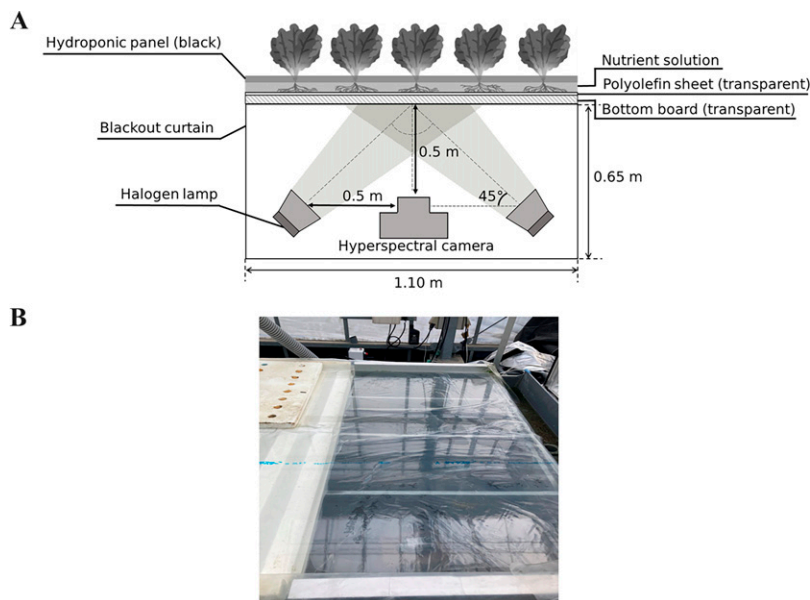 A
Hydroponic panel (black)
Nutrient solution
Polyolefin sheet (transparent)
Bottom board (transparent)
Blackout curtain
0.5 m
0.65 m
Halogen lamp
0.5 m
45°
Hyperspectral camera
1.10 m
B